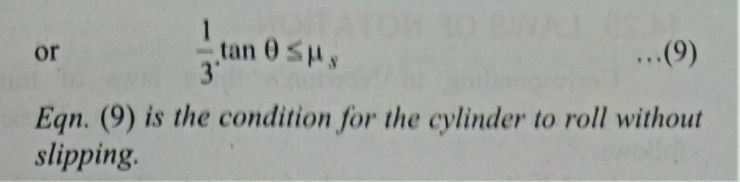 or 1/3 . tan θ ≤ μs ...(9)
Eqn. (9) is the condition for the cylinder to roll without
slipping.